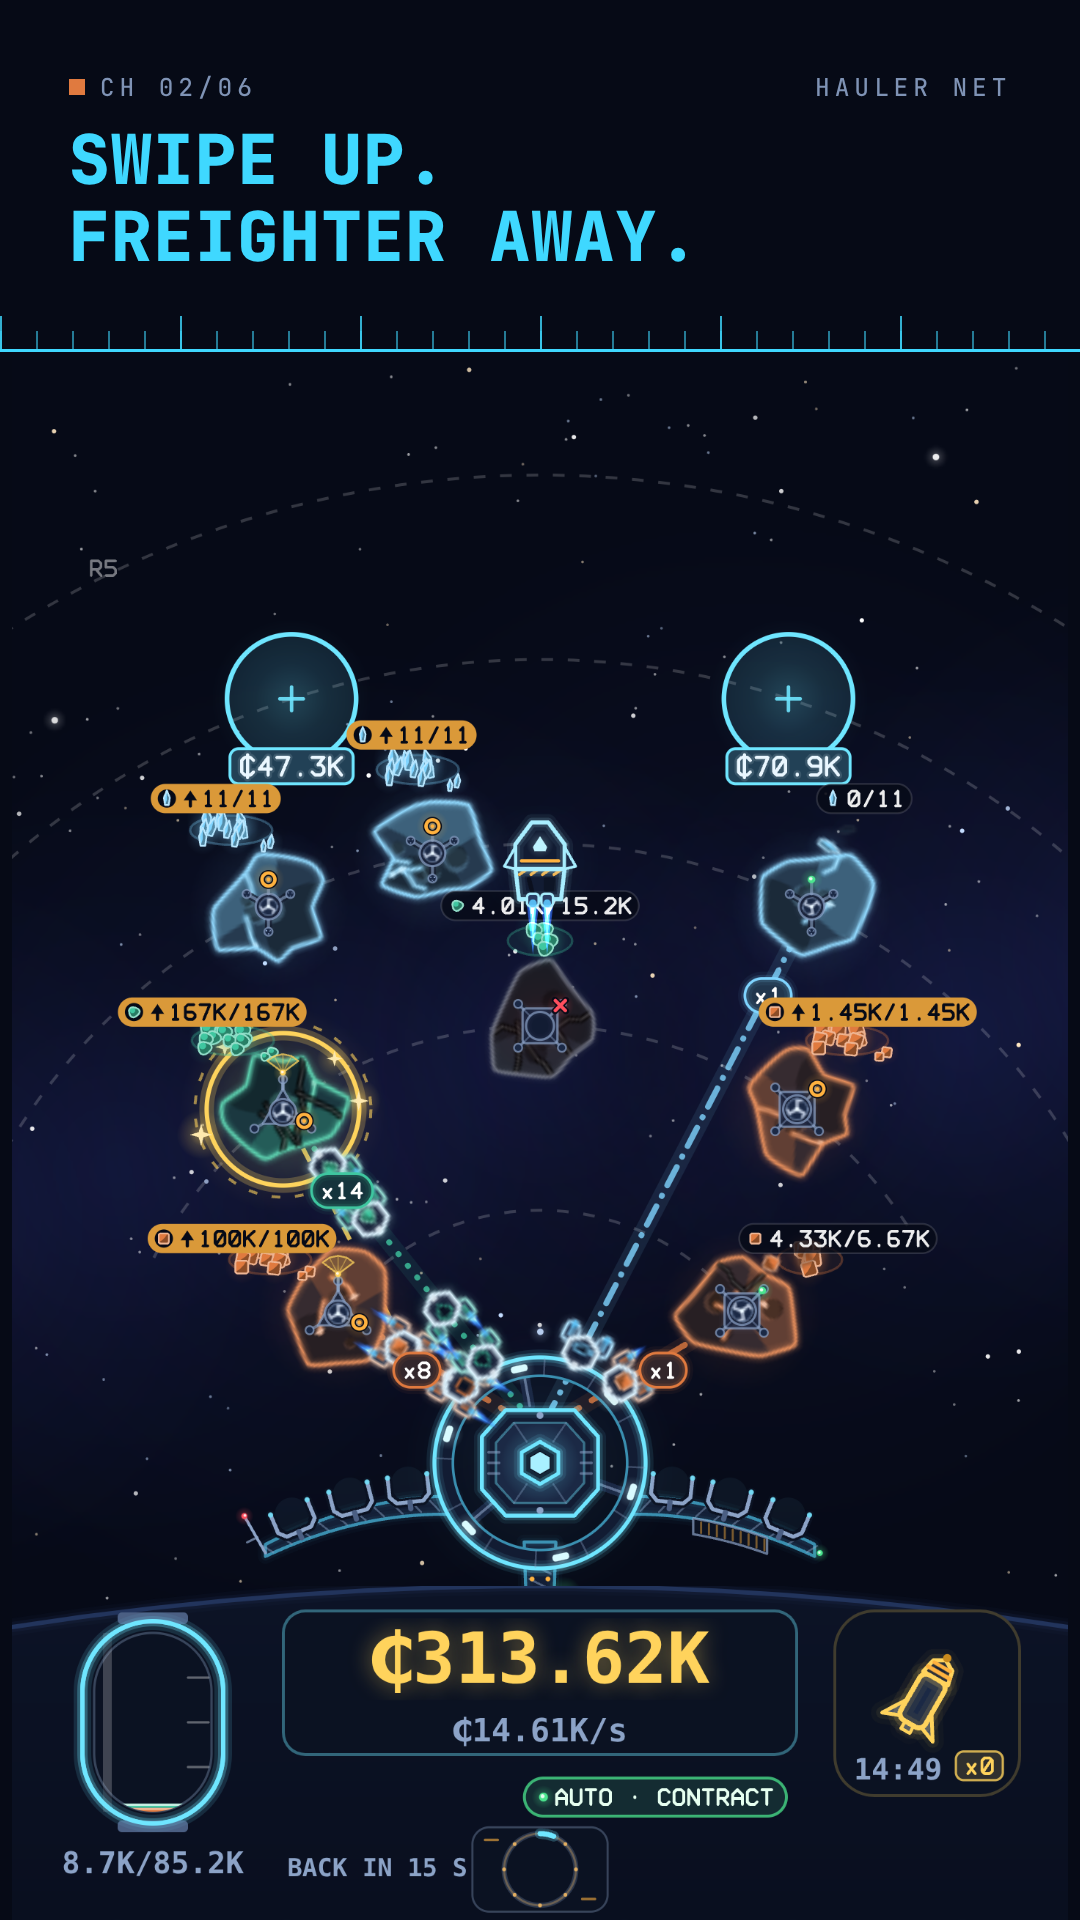 CH 02/06
HAULER NET
SWIPE UP.
FREIGHTER AWAY.
R5
11/11
₵47.3K
₵70.9K
11/11
0/11
4.01K/15.2K
x1
167K/167K
1.45K/1.45K
x14
100K/100K
4.33K/6.67K
x8
x1
₵313.62K
₵14.61K/s
14:49
x0
AUTO · CONTRACT
8.7K/85.2K
BACK IN 15 S